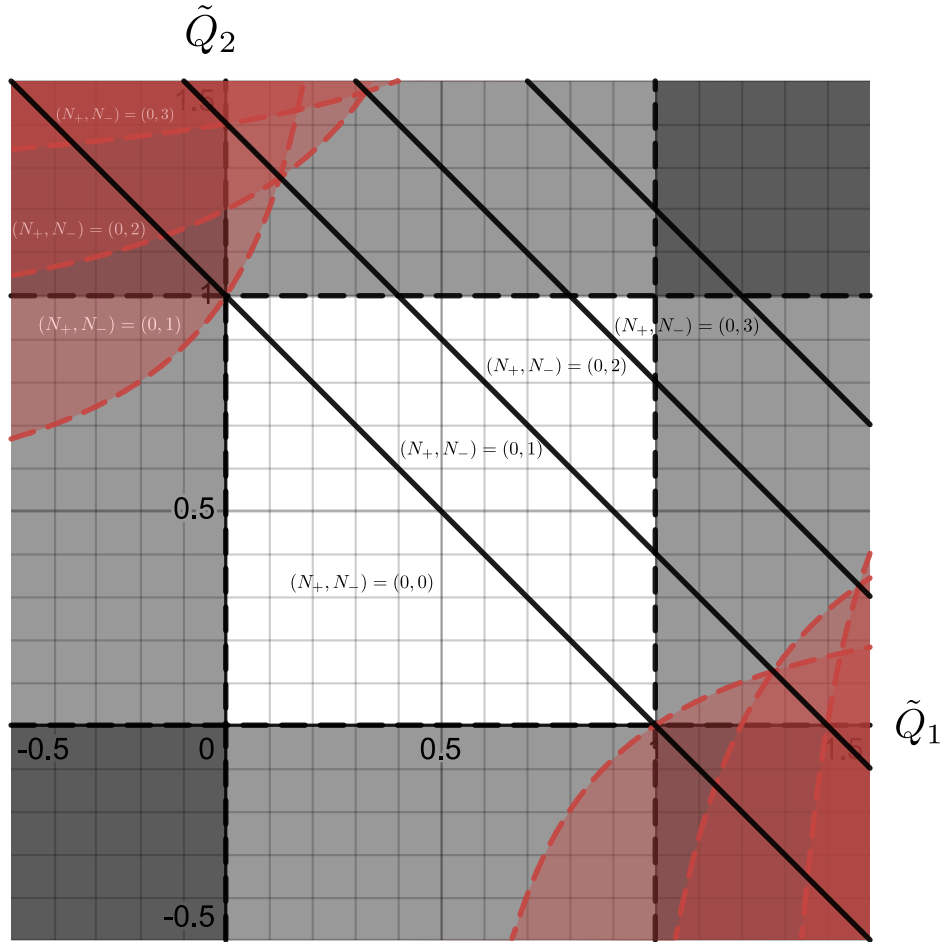 Q̃₂
1.5
(N₊, N₋) = (0, 3)
(N₊, N₋) = (0, 2)
1
(N₊, N₋) = (0, 1)
(N₊, N₋) = (0, 3)
(N₊, N₋) = (0, 2)
(N₊, N₋) = (0, 1)
0.5
(N₊, N₋) = (0, 0)
Q̃₁
-0.5 0 0.5 1 1.5
-0.5